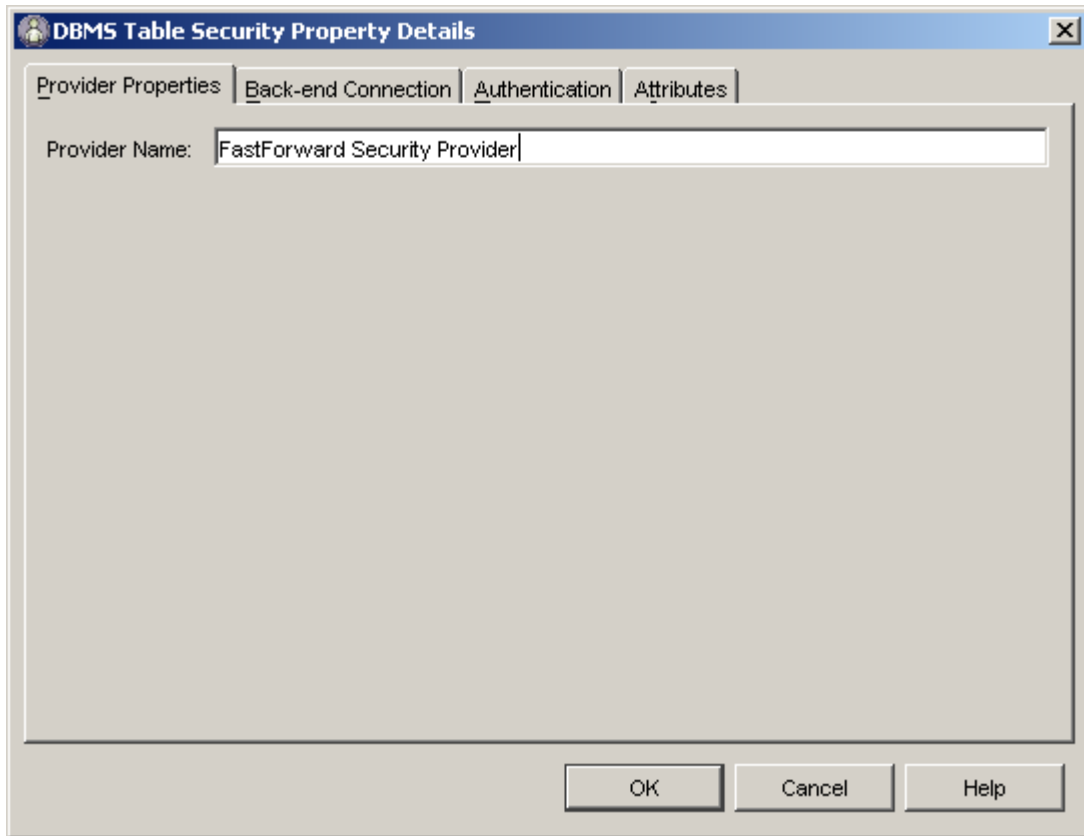 DBMS Table Security Property Details
Provider Properties Back-end Connection Authentication Attributes
Provider Name: FastForward Security Provider
OK Cancel Help